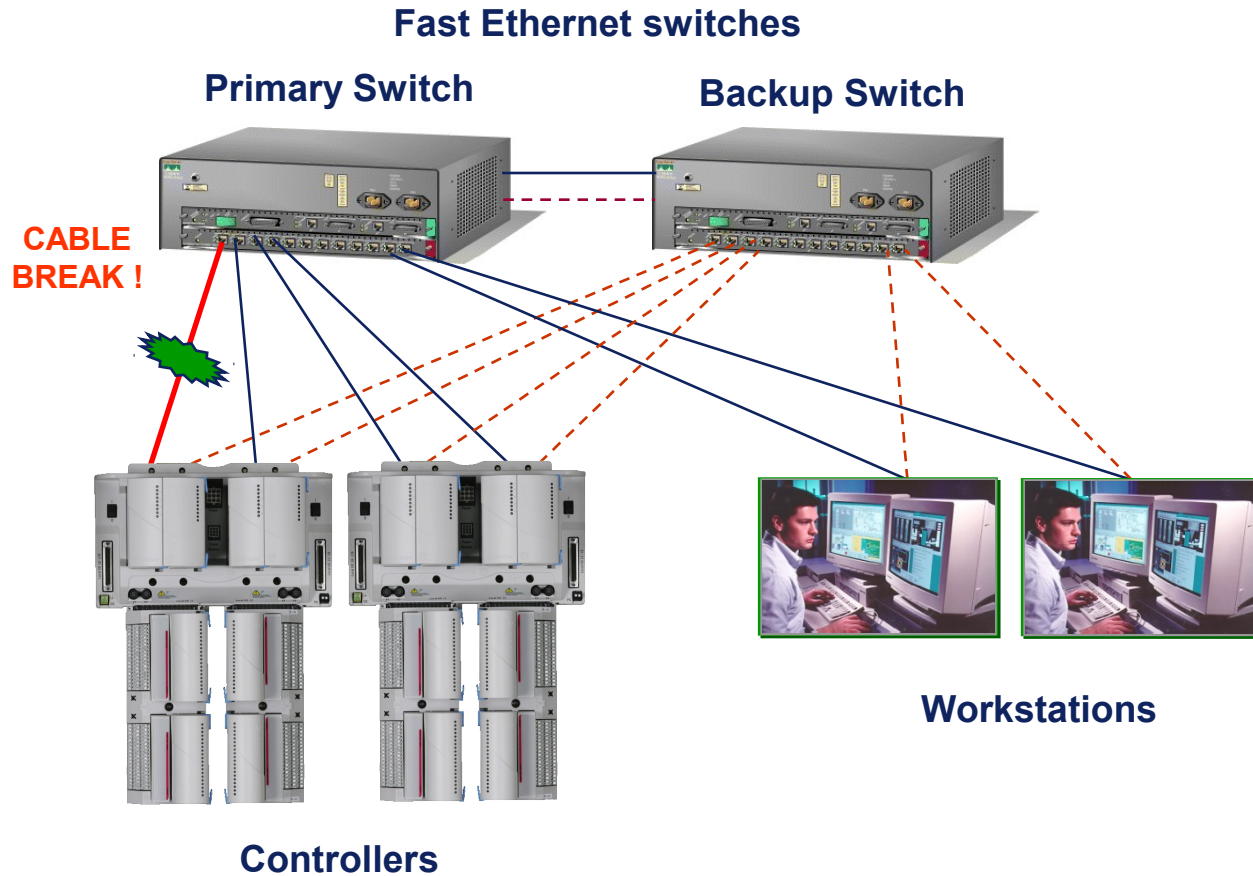 Fast Ethernet switches
Primary Switch
Backup Switch
CABLE
BREAK !
Workstations
Controllers